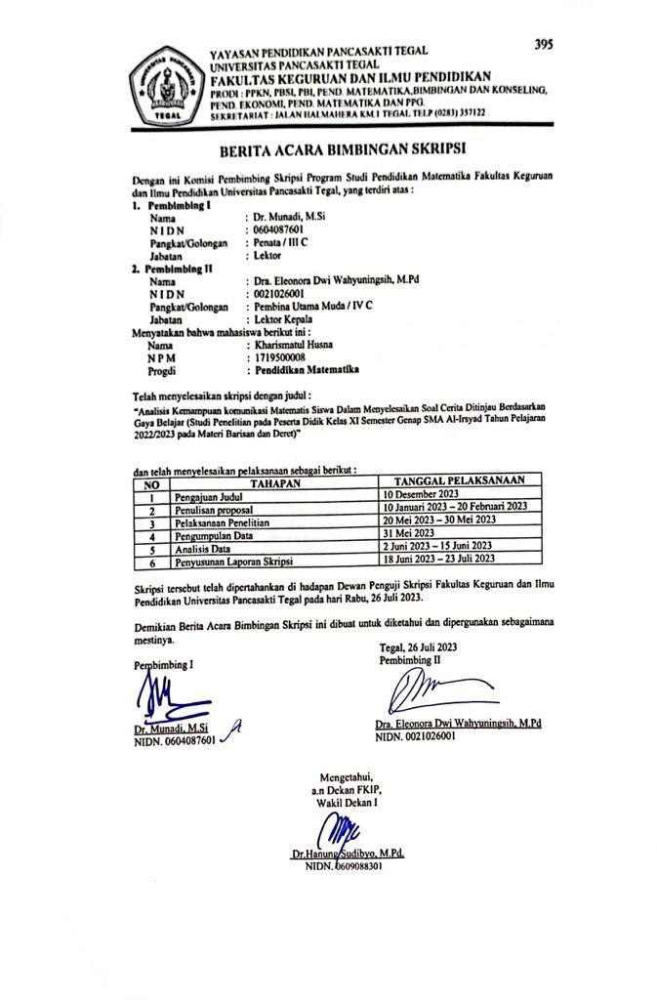 395
UNIVERSITAS PANCASAKTI
TEGAL
YAYASAN PENDIDIKAN PANCASAKTI TEGAL
UNIVERSITAS PANCASAKTI TEGAL
FAKULTAS KEGURUAN DAN ILMU PENDIDIKAN
PRODI : PPKN, PBSI, PBI, PEND. MATEMATIKA,BIMBINGAN DAN KONSELING,
PEND. EKONOMI, PEND. MATEMATIKA DAN PPG.
SEKRETARIAT : JALAN HALMAHERA KM.1 TEGAL TELP (0283) 357122
BERITA ACARA BIMBINGAN SKRIPSI
Dengan ini Komisi Pembimbing Skripsi Program Studi Pendidikan Matematika Fakultas Keguruan
dan Ilmu Pendidikan Universitas Pancasakti Tegal, yang terdiri atas :
1. Pembimbing I
Nama : Dr. Munadi, M.Si
N I D N : 0604087601
Pangkat/Golongan : Penata / III C
Jabatan : Lektor
2. Pembimbing II
Nama : Dra. Eleonora Dwi Wahyuningsih, M.Pd
N I D N : 0021026001
Pangkat/Golongan : Pembina Utama Muda / IV C
Jabatan : Lektor Kepala
Menyatakan bahwa mahasiswa berikut ini :
Nama : Kharismatul Husna
N P M : 1719500008
Progdi : Pendidikan Matematika
Telah menyelesaikan skripsi dengan judul :
"Analisis Kemampuan komunikasi Matematis Siswa Dalam Menyelesaikan Soal Cerita Ditinjau Berdasarkan
Gaya Belajar (Studi Penelitian pada Peserta Didik Kelas XI Semester Genap SMA Al-Irsyad Tahun Pelajaran
2022/2023 pada Materi Barisan dan Deret)"
dan telah menyelesaikan pelaksanaan sebagai berikut :
NO TAHAPAN TANGGAL PELAKSANAAN
1 Pengajuan Judul 10 Desember 2023
2 Penulisan proposal 10 Januari 2023 – 20 Februari 2023
3 Pelaksanaan Penelitian 20 Mei 2023 – 30 Mei 2023
4 Pengumpulan Data 31 Mei 2023
5 Analisis Data 2 Juni 2023 – 15 Juni 2023
6 Penyusunan Laporan Skripsi 18 Juni 2023 – 23 Juli 2023
Skripsi tersebut telah dipertahankan di hadapan Dewan Penguji Skripsi Fakultas Keguruan dan Ilmu
Pendidikan Universitas Pancasakti Tegal pada hari Rabu, 26 Juli 2023.
Demikian Berita Acara Bimbingan Skripsi ini dibuat untuk diketahui dan dipergunakan sebagaimana
mestinya.
Tegal, 26 Juli 2023
Pembimbing I Pembimbing II
Dr. Munadi, M.Si Dra. Eleonora Dwi Wahyuningsih, M.Pd
NIDN. 0604087601 NIDN. 0021026001
Mengetahui,
a.n Dekan FKIP,
Wakil Dekan I
Dr.Hanung Sudibyo, M.Pd.
NIDN. 0609088301